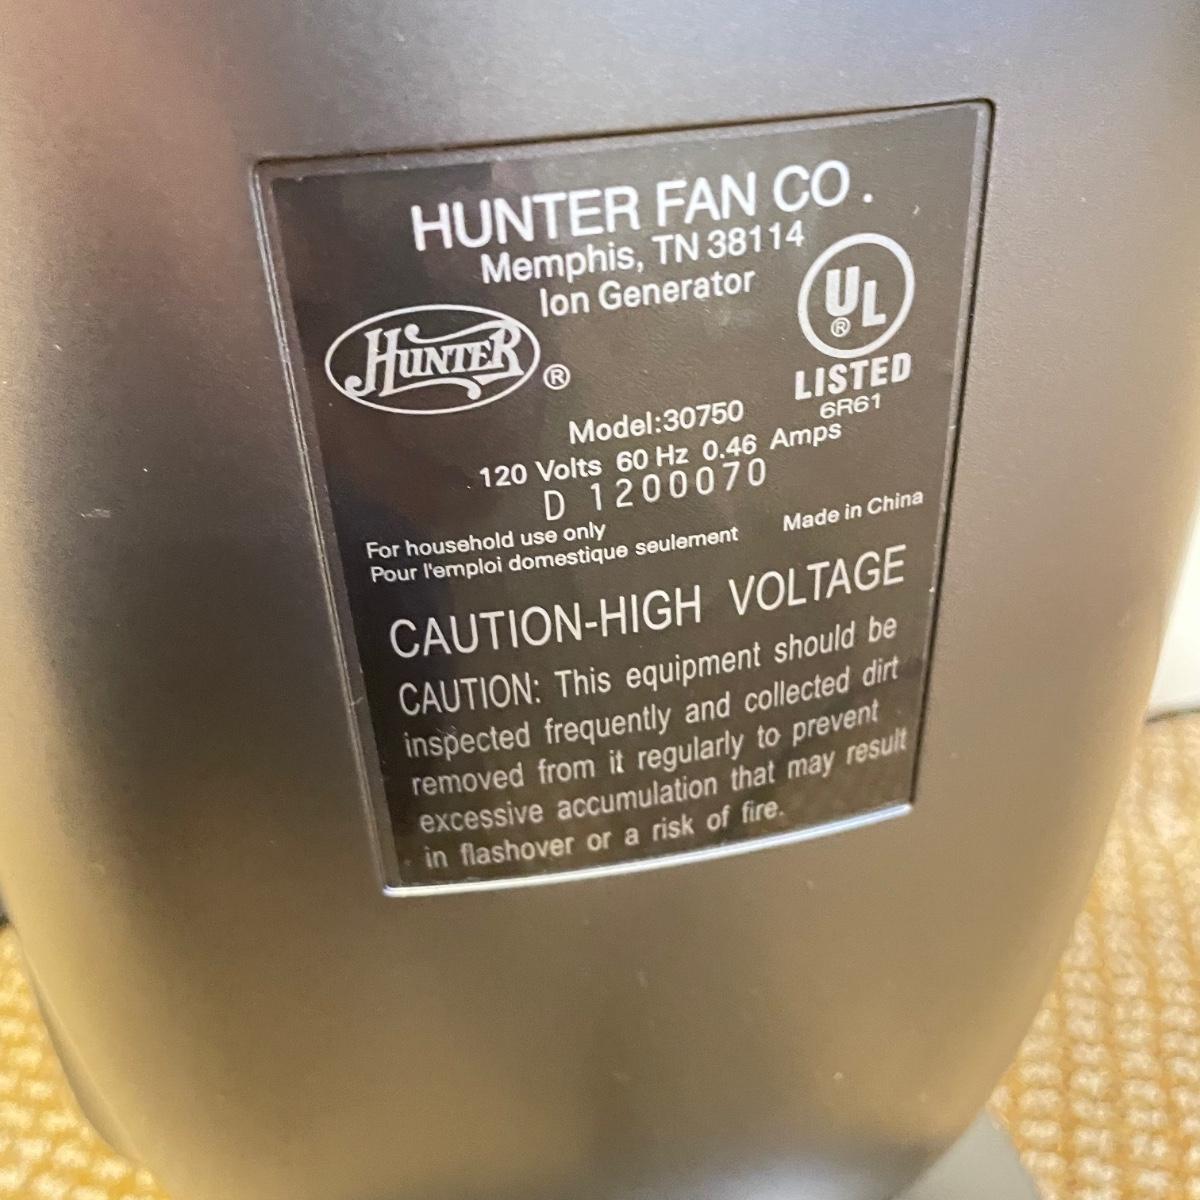 HUNTER FAN CO.
Memphis, TN 38114
Ion Generator
HUNTER ®
UL ®
LISTED
6R61
Model:30750
120 Volts 60 Hz 0.46 Amps
D 1200070
For household use only
Pour l'emploi domestique seulement
Made in China
CAUTION-HIGH VOLTAGE
CAUTION: This equipment should be
inspected frequently and collected dirt
removed from it regularly to prevent
excessive accumulation that may result
in flashover or a risk of fire.